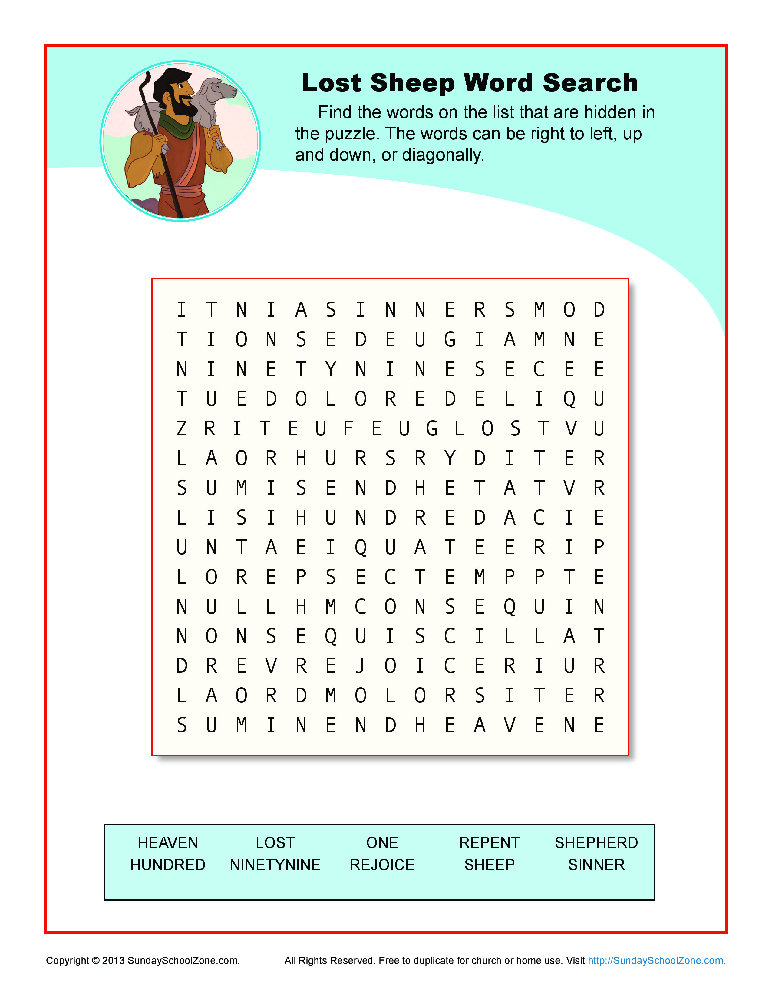 Lost Sheep Word Search
Find the words on the list that are hidden in
the puzzle. The words can be right to left, up
and down, or diagonally.
I T N I A S I N N E R S M O D
T I O N S E D E U G I A M N E
N I N E T Y N I N E S E C E E
T U E D O L O R E D E L I Q U
Z R I T E U F E U G L O S T V U
L A O R H U R S R Y D I T E R
S U M I S E N D H E T A T V R
L I S I H U N D R E D A C I E
U N T A E I Q U A T E E R I P
L O R E P S E C T E M P P T E
N U L L H M C O N S E Q U I N
N O N S E Q U I S C I L L A T
D R E V R E J O I C E R I U R
L A O R D M O L O R S I T E R
S U M I N E N D H E A V E N E
HEAVEN LOST ONE REPENT SHEPHERD
HUNDRED NINETYNINE REJOICE SHEEP SINNER
Copyright © 2013 SundaySchoolZone.com. All Rights Reserved. Free to duplicate for church or home use. Visit http://SundaySchoolZone.com.